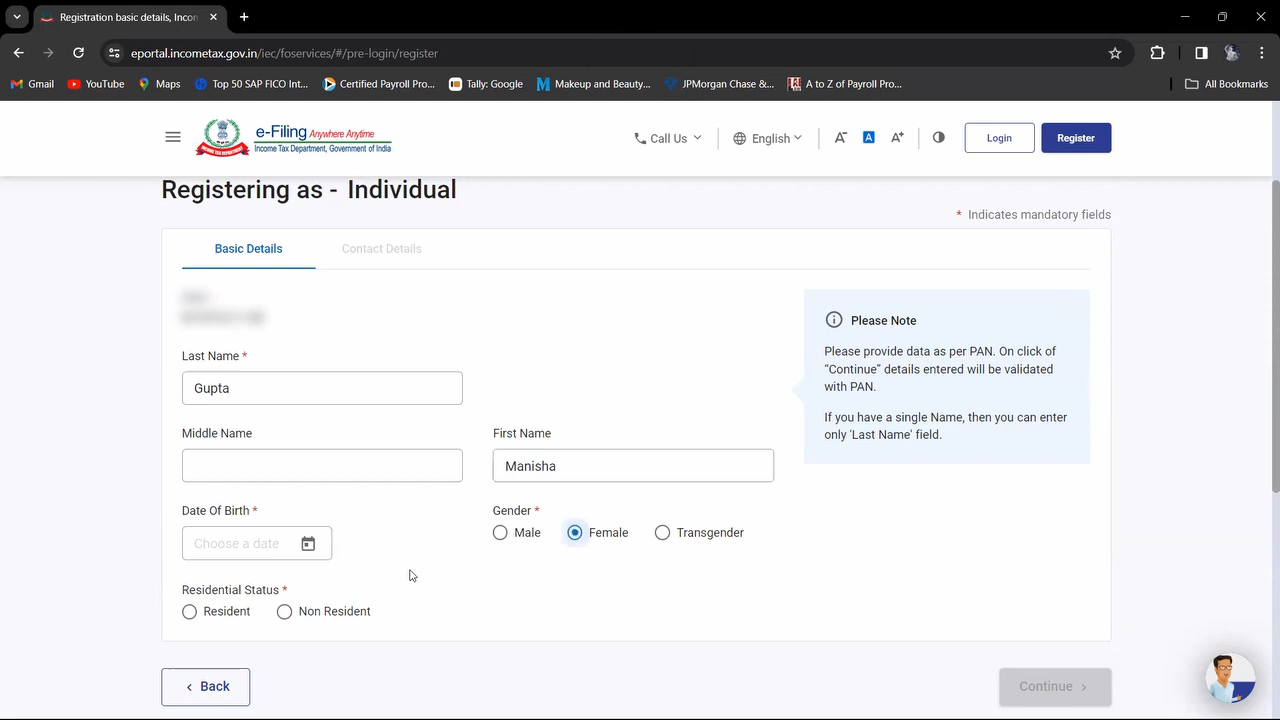 Registration basic details, Incon
eportal.incometax.gov.in/iec/foservices/#/pre-login/register
Gmail YouTube Maps Top 50 SAP FICO Int... Certified Payroll Pro... Tally Google Makeup and Beauty... JPMorgan Chase &... A to Z of Payroll Pro... All Bookmarks
e-Filing Anywhere Anytime
Income Tax Department, Government of India
Call Us English A- A A+ Login Register
Registering as - Individual
* Indicates mandatory fields
Basic Details Contact Details
Last Name *
Gupta
Middle Name First Name
Manisha
Date Of Birth * Gender *
Choose a date Male Female Transgender
Residential Status *
Resident Non Resident
Please Note
Please provide data as per PAN. On click of
“Continue” details entered will be validated
with PAN.
If you have a single Name, then you can enter
only 'Last Name' field.
< Back Continue >